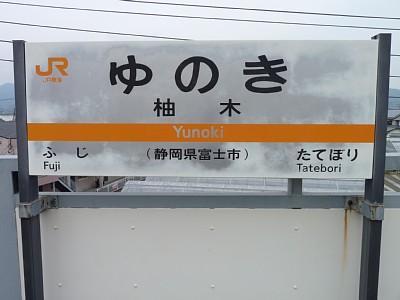 JR
JR東海
ゆのき
柚木
Yunoki
ふじ (静岡県富士市) たてぼり
Fuji Tatebori